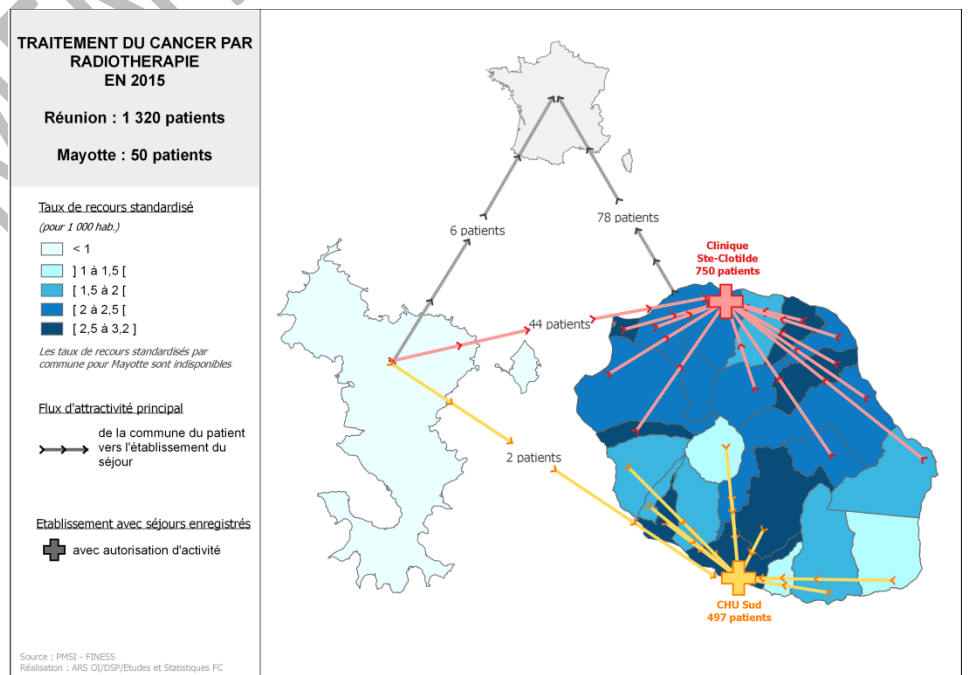 TRAITEMENT DU CANCER PAR
RADIOTHERAPIE
EN 2015
Réunion : 1 320 patients
Mayotte : 50 patients
Taux de recours standardisé
(pour 1 000 hab.)
< 1
] 1 à 1,5 [
[ 1,5 à 2 [
[ 2 à 2,5 [
[ 2,5 à 3,2 ]
Les taux de recours standardisés par
commune pour Mayotte sont indisponibles
Flux d'attractivité principal
de la commune du patient
vers l'établissement du
séjour
Etablissement avec séjours enregistrés
avec autorisation d'activité
Source : PMSI - FINESS
Réalisation : ARS OI/DSP/Etudes et Statistiques FC
6 patients
78 patients
Clinique
Ste-Clotilde
750 patients
44 patients
2 patients
CHU Sud
497 patients